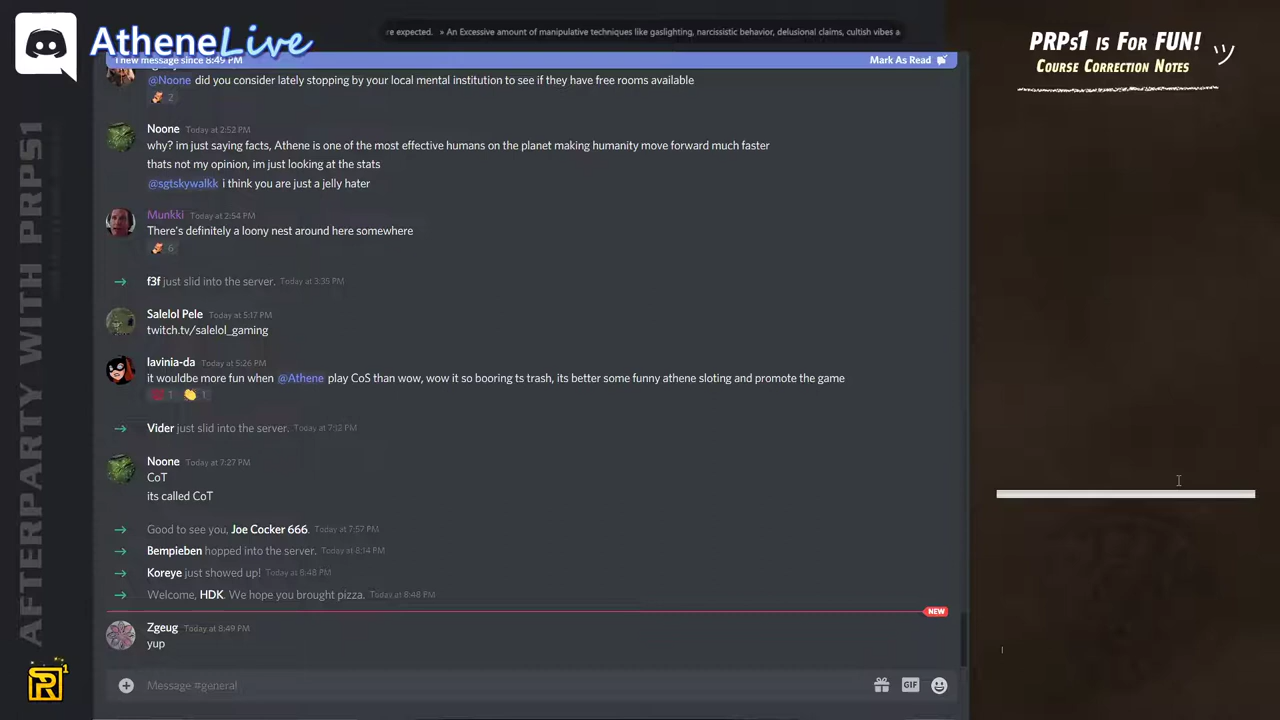 AtheneLive
re expected. » An Excessive amount of manipulative techniques like gaslighting, narcissistic behavior, delusional claims, cultish vibes a
PRPs1 is For FUN!
Course Correction Notes
AFTERPARTY WITH PRPS1
1 new message since 8:49 PM
Mark As Read
@Noone did you consider lately stopping by your local mental institution to see if they have free rooms available
2
Noone Today at 2:52 PM
why? im just saying facts, Athene is one of the most effective humans on the planet making humanity move forward much faster
thats not my opinion, im just looking at the stats
@sgtskywalkk i think you are just a jelly hater
Munkki Today at 2:54 PM
There's definitely a loony nest around here somewhere
6
f3f just slid into the server. Today at 3:35 PM
Salelol Pele Today at 5:17 PM
twitch.tv/salelol_gaming
lavinia-da Today at 5:26 PM
it wouldbe more fun when @Athene play CoS than wow, wow it so booring ts trash, its better some funny athene sloting and promote the game
1 1
Vider just slid into the server. Today at 7:12 PM
Noone Today at 7:27 PM
CoT
its called CoT
Good to see you, Joe Cocker 666. Today at 7:57 PM
Bempieben hopped into the server. Today at 8:14 PM
Koreye just showed up! Today at 8:48 PM
Welcome, HDK. We hope you brought pizza. Today at 8:48 PM
NEW
Zgeug Today at 8:49 PM
yup
Message #general
GIF
R1